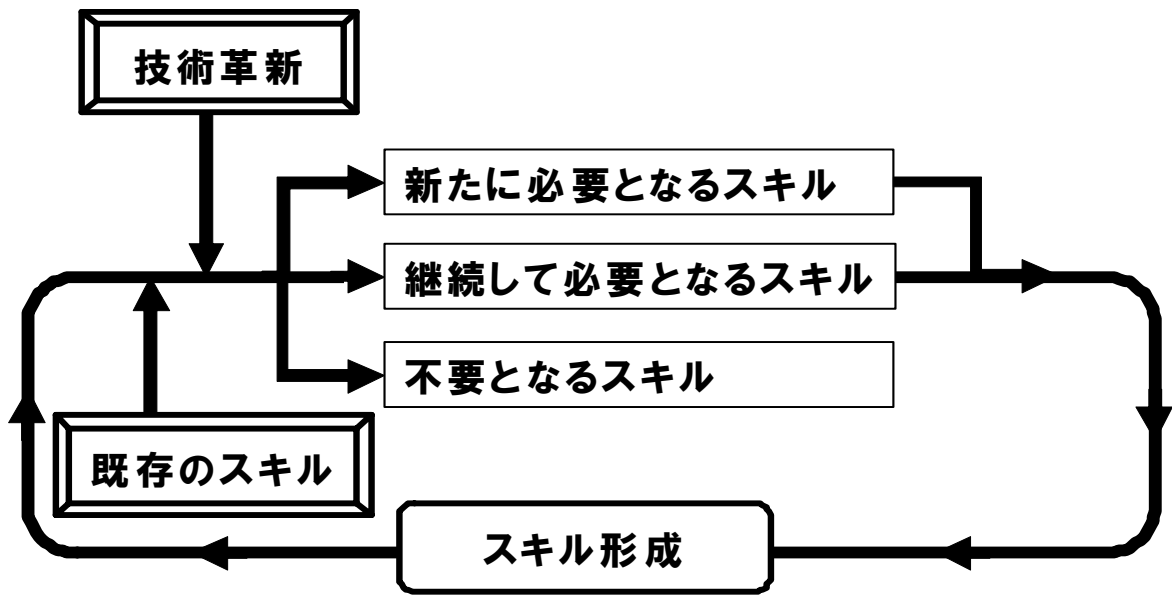 技術革新
新たに必要となるスキル
継続して必要となるスキル
不要となるスキル
既存のスキル
スキル形成